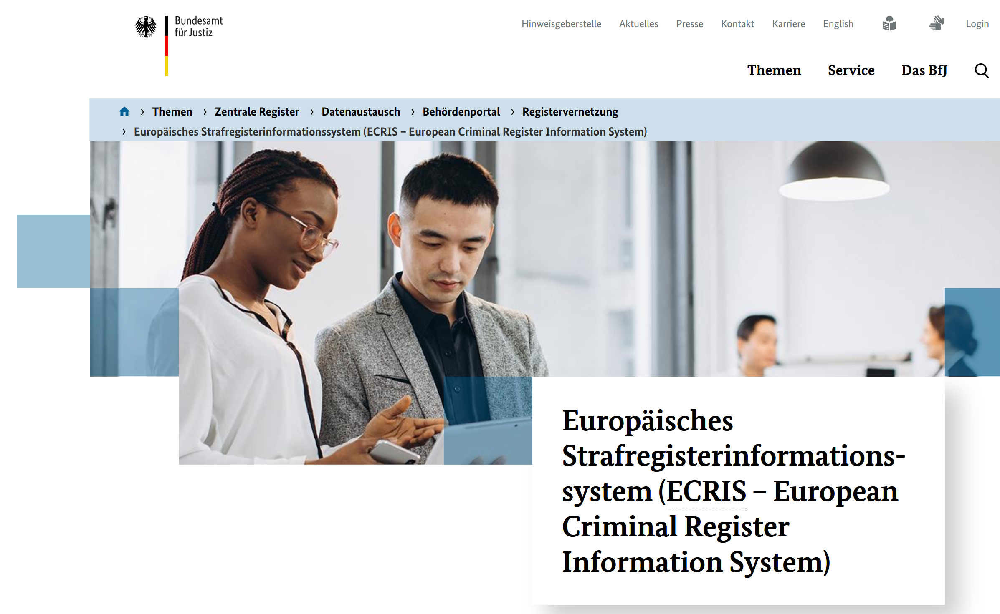 Bundesamt
für Justiz
Hinweisgeberstelle Aktuelles Presse Kontakt Karriere English Login
Themen Service Das BfJ
› Themen › Zentrale Register › Datenaustausch › Behördenportal › Registervernetzung
› Europäisches Strafregisterinformationssystem (ECRIS – European Criminal Register Information System)
Europäisches
Strafregisterinformations-
system (ECRIS – European
Criminal Register
Information System)